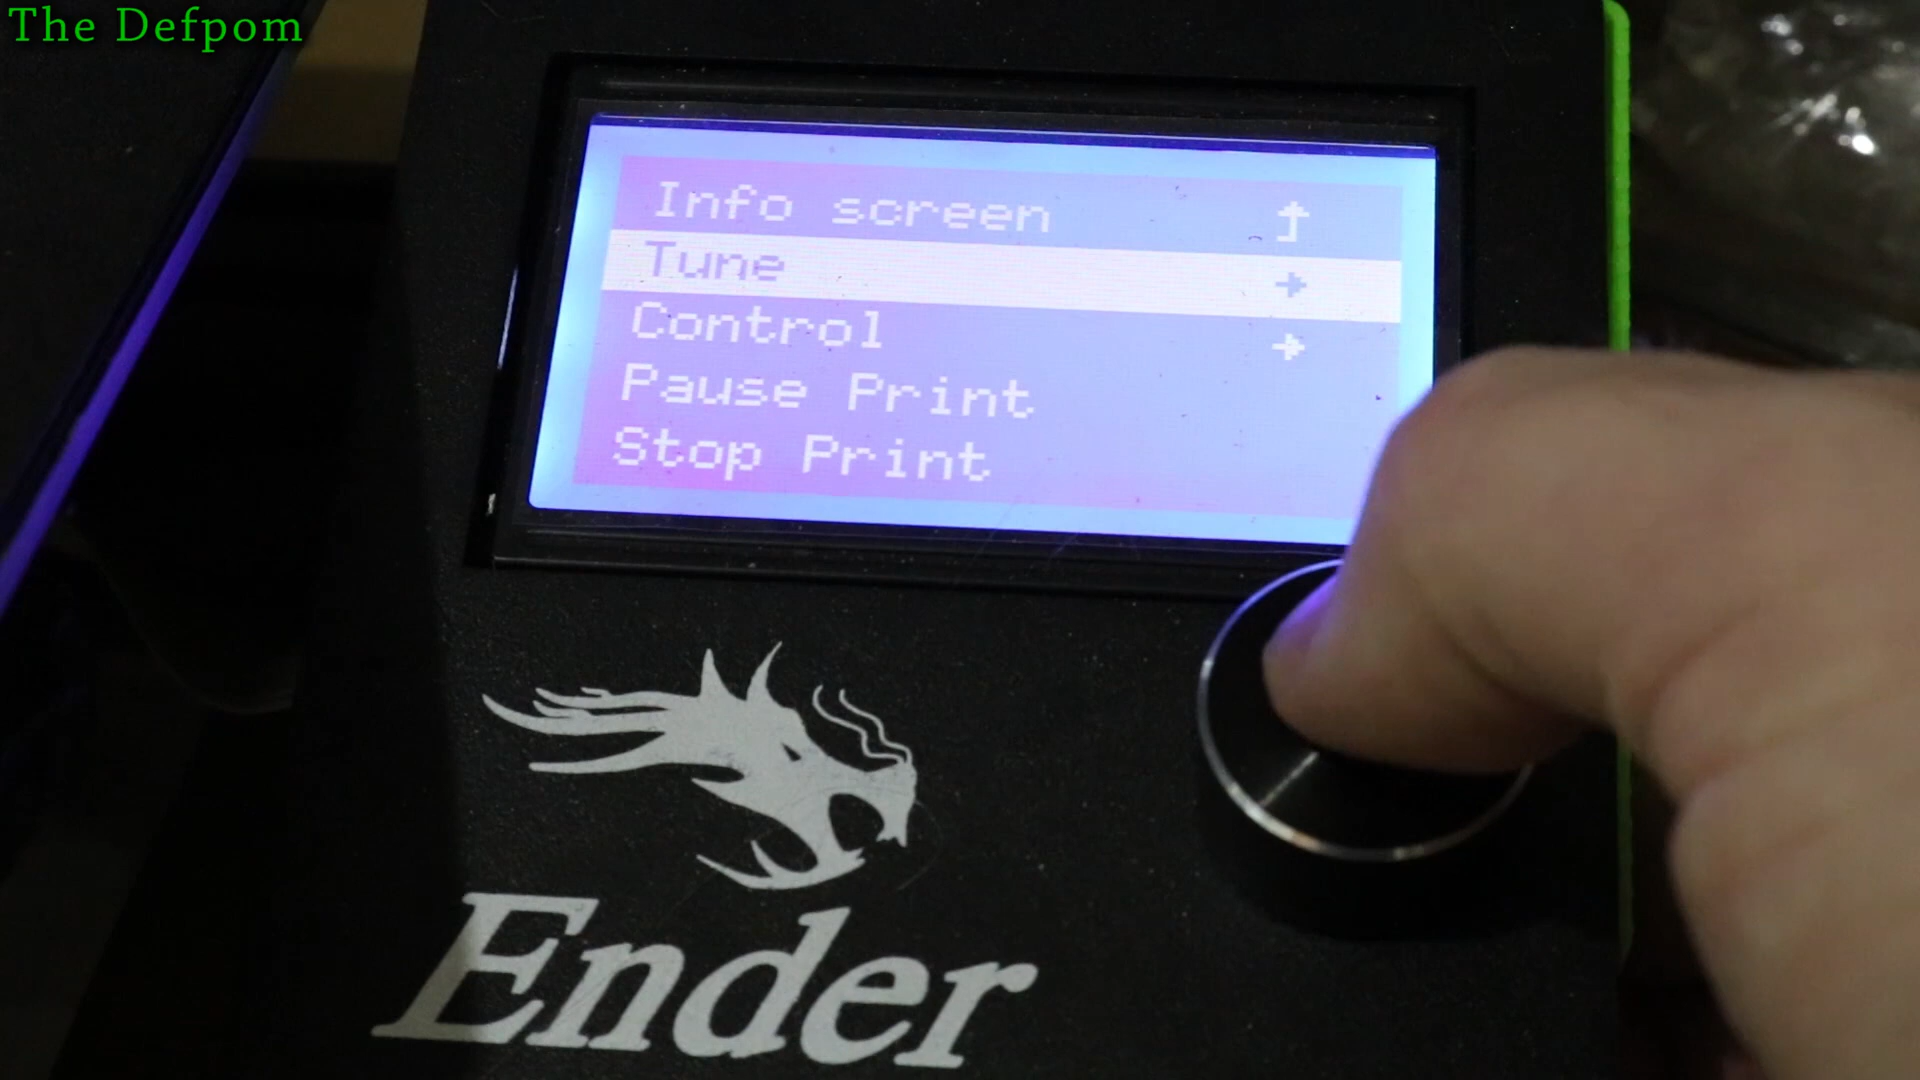 The Defpom
Info screen
Tune
Control
Pause Print
Stop Print
Ender